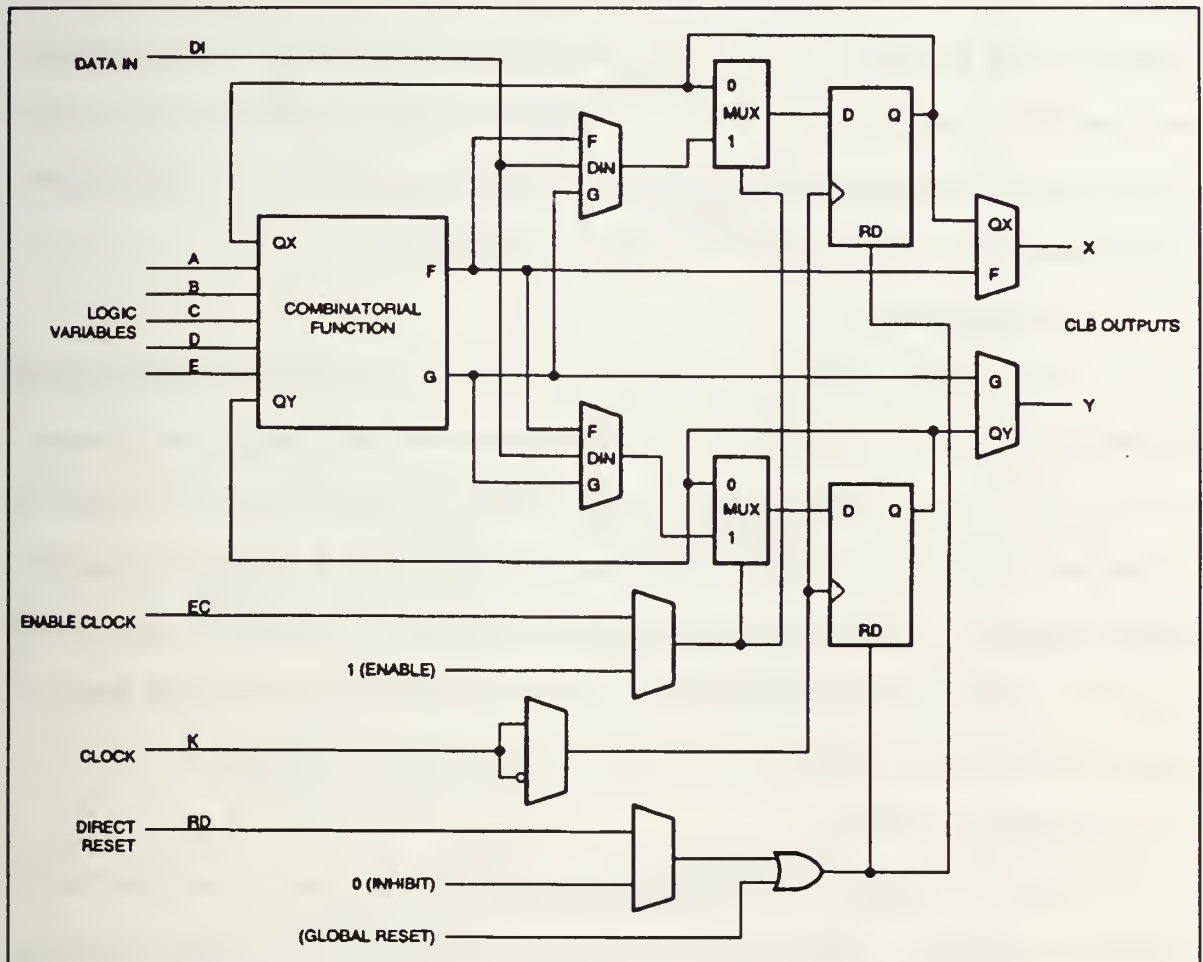 DATA IN
DI
0
MUX
1
D Q
RD
F
DIN
G
QX
F
X
QX
A
B
C
D
E
LOGIC
VARIABLES
COMBINATORIAL
FUNCTION
F
G
QY
CLB OUTPUTS
G
QY
Y
F
DIN
G
0
MUX
1
D Q
RD
ENABLE CLOCK
EC
1 (ENABLE)
CLOCK
K
DIRECT
RESET
RD
0 (INHIBIT)
(GLOBAL RESET)